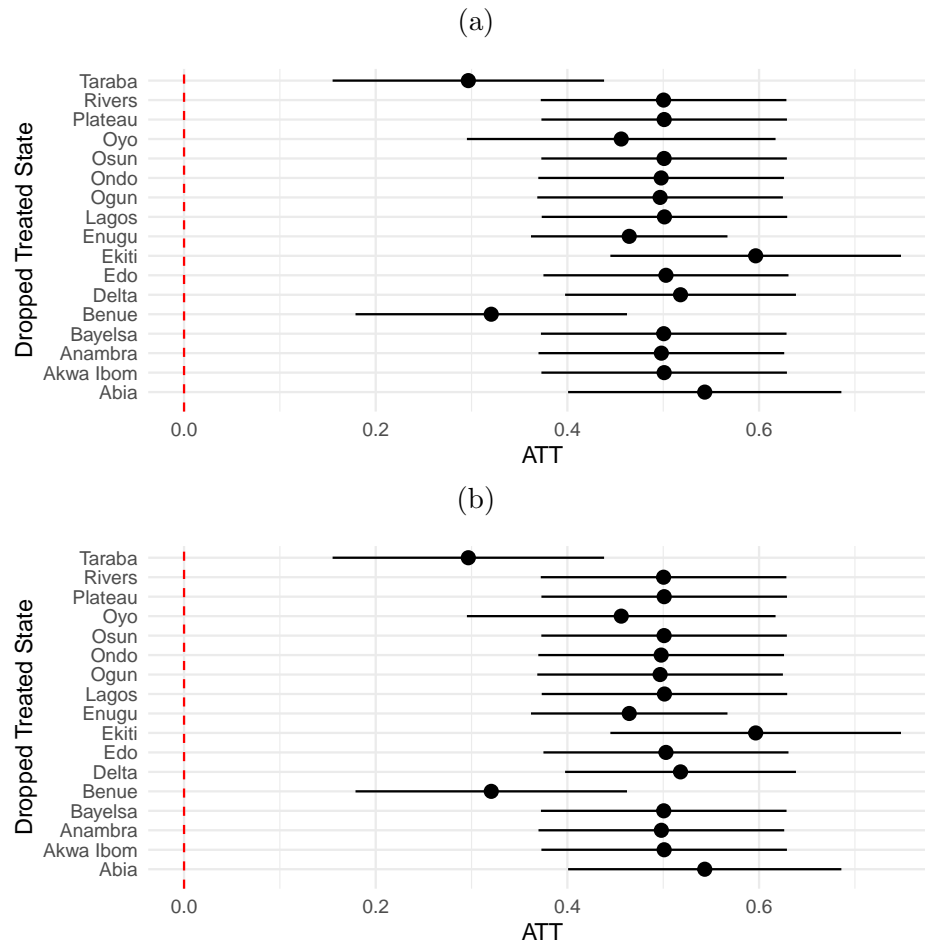 (a)
Dropped Treated State
Taraba
Rivers
Plateau
Oyo
Osun
Ondo
Ogun
Lagos
Enugu
Ekiti
Edo
Delta
Benue
Bayelsa
Anambra
Akwa Ibom
Abia
0.0 0.2 0.4 0.6
ATT
(b)
Dropped Treated State
Taraba
Rivers
Plateau
Oyo
Osun
Ondo
Ogun
Lagos
Enugu
Ekiti
Edo
Delta
Benue
Bayelsa
Anambra
Akwa Ibom
Abia
0.0 0.2 0.4 0.6
ATT